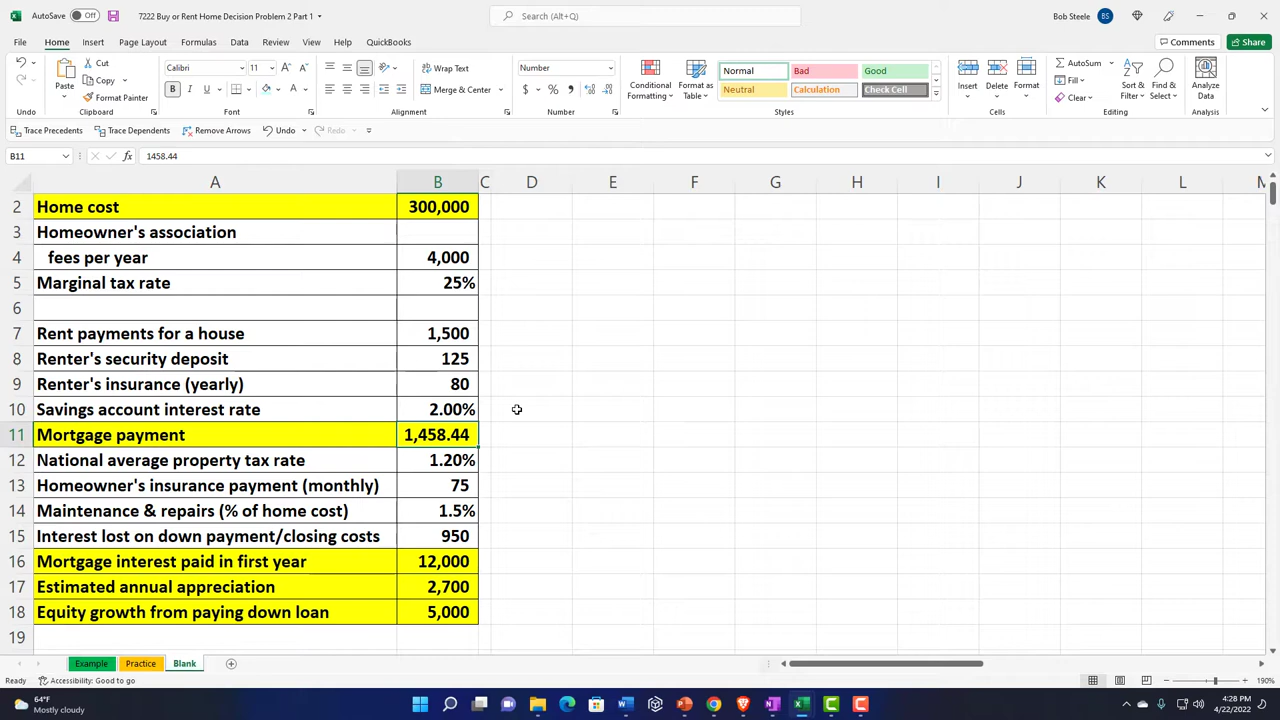 AutoSave Off 7222 Buy or Rent Home Decision Problem 2 Part 1 Search (Alt+Q) Bob Steele BS
File Home Insert Page Layout Formulas Data Review View Help QuickBooks Comments Share
Paste Cut Copy Format Painter
Calibri 11
B I U
Wrap Text
Merge & Center
Number
$ %
Conditional Formatting
Format as Table
Normal Bad Good
Neutral Calculation Check Cell
Insert Delete Format
AutoSum
Fill
Clear
Sort & Filter
Find & Select
Analyze Data
Undo Clipboard Font Alignment Number Styles Cells Editing Analysis
Trace Precedents Trace Dependents Remove Arrows Undo Redo
B11 fx 1458.44
A B C D E F G H I J K L M
2 Home cost 300,000
3 Homeowner's association
4 fees per year 4,000
5 Marginal tax rate 25%
6
7 Rent payments for a house 1,500
8 Renter's security deposit 125
9 Renter's insurance (yearly) 80
10 Savings account interest rate 2.00%
11 Mortgage payment 1,458.44
12 National average property tax rate 1.20%
13 Homeowner's insurance payment (monthly) 75
14 Maintenance & repairs (% of home cost) 1.5%
15 Interest lost on down payment/closing costs 950
16 Mortgage interest paid in first year 12,000
17 Estimated annual appreciation 2,700
18 Equity growth from paying down loan 5,000
19
Example Practice Blank
Ready Accessibility: Good to go 190%
64°F
Mostly cloudy
4:28 PM
4/22/2022